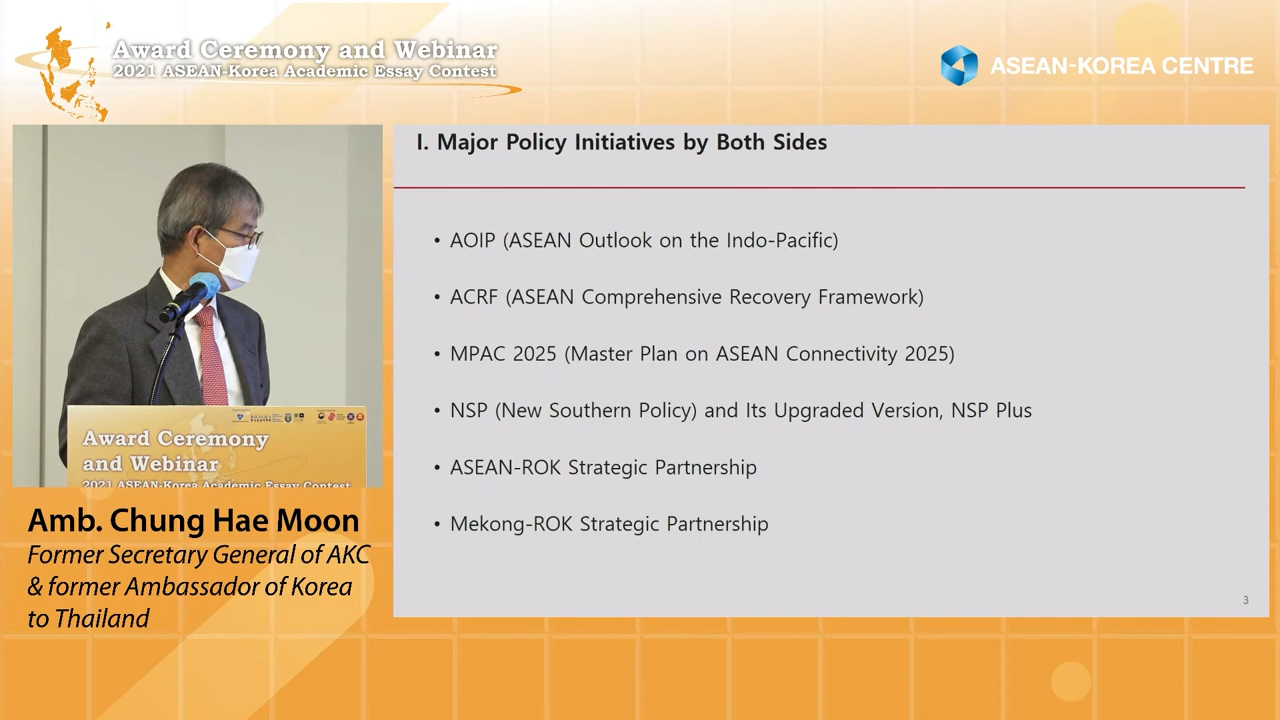 Award Ceremony and Webinar
2021 ASEAN-Korea Academic Essay Contest
ASEAN-KOREA CENTRE
I. Major Policy Initiatives by Both Sides
• AOIP (ASEAN Outlook on the Indo-Pacific)
• ACRF (ASEAN Comprehensive Recovery Framework)
• MPAC 2025 (Master Plan on ASEAN Connectivity 2025)
• NSP (New Southern Policy) and Its Upgraded Version, NSP Plus
• ASEAN-ROK Strategic Partnership
• Mekong-ROK Strategic Partnership
3
Award Ceremony
and Webinar
2021 ASEAN-Korea Academic Essay Contest
Amb. Chung Hae Moon
Former Secretary General of AKC
& former Ambassador of Korea
to Thailand